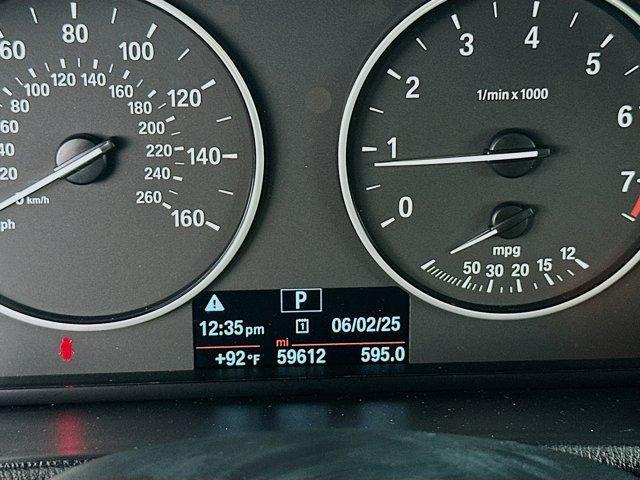 60 80 100 120 140 160
80 100 120 140 160 180 200 220 240 260
60
40
20
km/h
0 1 2 3 4 5 6 7
1/min x 1000
mpg
50 30 20 15 12
P
12:35 pm 1 06/02/25
mi
+92 °F 59612 595.0